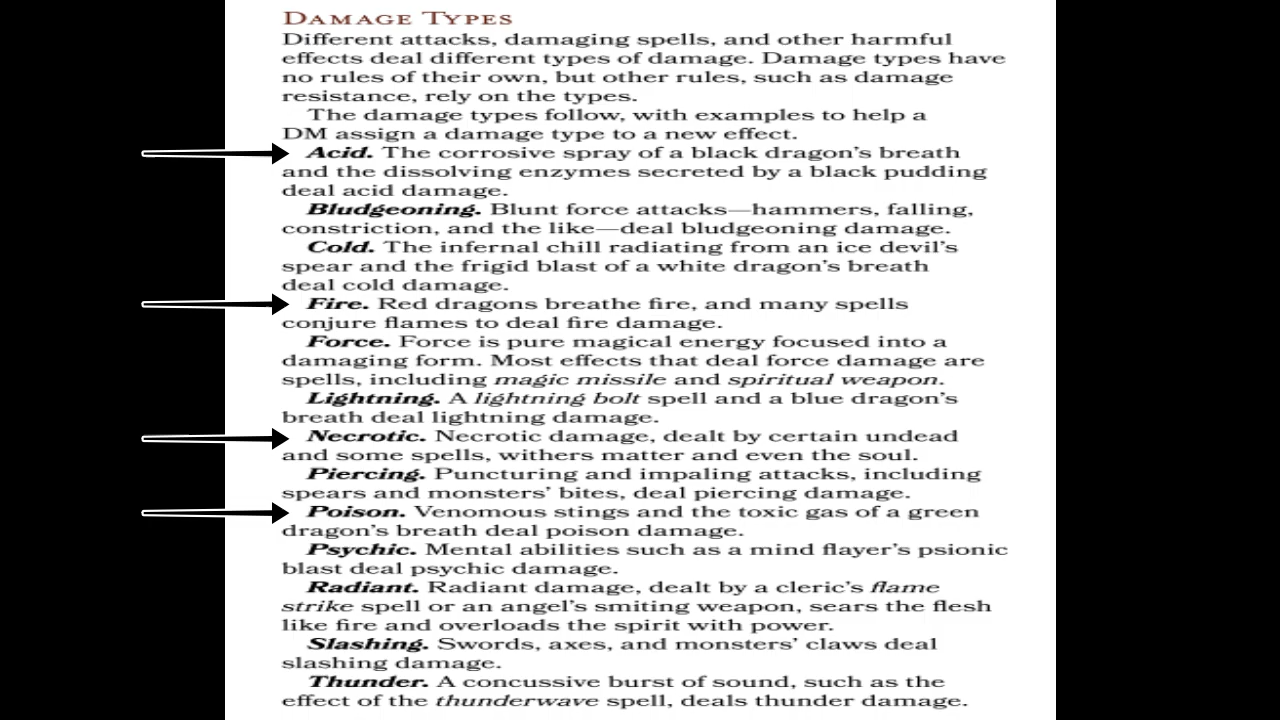 DAMAGE TYPES
Different attacks, damaging spells, and other harmful
effects deal different types of damage. Damage types have
no rules of their own, but other rules, such as damage
resistance, rely on the types.
The damage types follow, with examples to help a
DM assign a damage type to a new effect.
Acid. The corrosive spray of a black dragon's breath
and the dissolving enzymes secreted by a black pudding
deal acid damage.
Bludgeoning. Blunt force attacks—hammers, falling,
constriction, and the like—deal bludgeoning damage.
Cold. The infernal chill radiating from an ice devil's
spear and the frigid blast of a white dragon's breath
deal cold damage.
Fire. Red dragons breathe fire, and many spells
conjure flames to deal fire damage.
Force. Force is pure magical energy focused into a
damaging form. Most effects that deal force damage are
spells, including magic missile and spiritual weapon.
Lightning. A lightning bolt spell and a blue dragon's
breath deal lightning damage.
Necrotic. Necrotic damage, dealt by certain undead
and some spells, withers matter and even the soul.
Piercing. Puncturing and impaling attacks, including
spears and monsters' bites, deal piercing damage.
Poison. Venomous stings and the toxic gas of a green
dragon's breath deal poison damage.
Psychic. Mental abilities such as a mind flayer's psionic
blast deal psychic damage.
Radiant. Radiant damage, dealt by a cleric's flame
strike spell or an angel's smiting weapon, sears the flesh
like fire and overloads the spirit with power.
Slashing. Swords, axes, and monsters' claws deal
slashing damage.
Thunder. A concussive burst of sound, such as the
effect of the thunderwave spell, deals thunder damage.